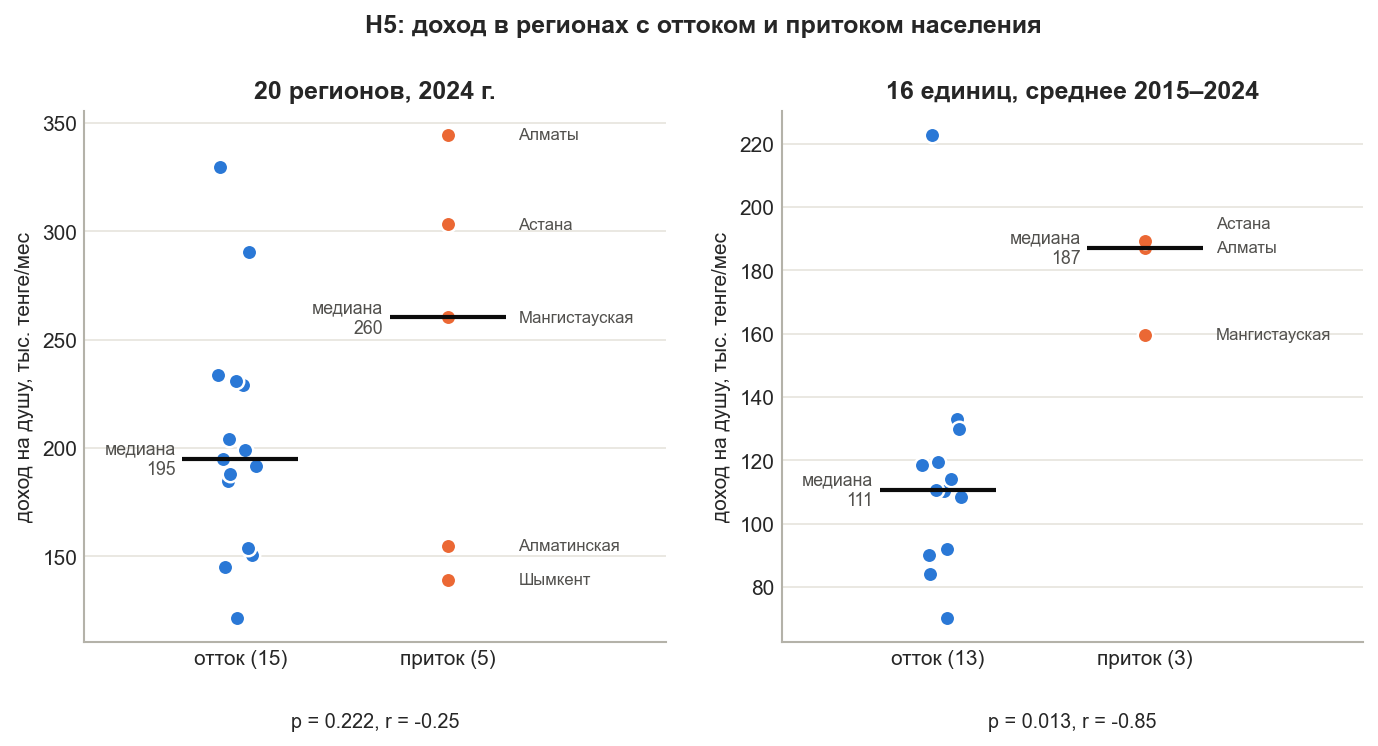 H5: доход в регионах с оттоком и притоком населения
20 регионов, 2024 г.
доход на душу, тыс. тенге/мес
350
300
250
200
150
Алматы
Астана
медиана
260
Мангистауская
медиана
195
Алматинская
Шымкент
отток (15)
приток (5)
p = 0.222, r = -0.25
16 единиц, среднее 2015–2024
доход на душу, тыс. тенге/мес
220
200
180
160
140
120
100
80
Астана
медиана
187
Алматы
Мангистауская
медиана
111
отток (13)
приток (3)
p = 0.013, r = -0.85